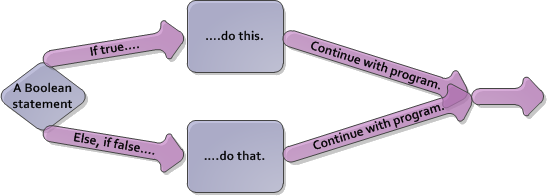 If true....
....do this.
Continue with program.
A Boolean
statement
Else, if false....
....do that.
Continue with program.